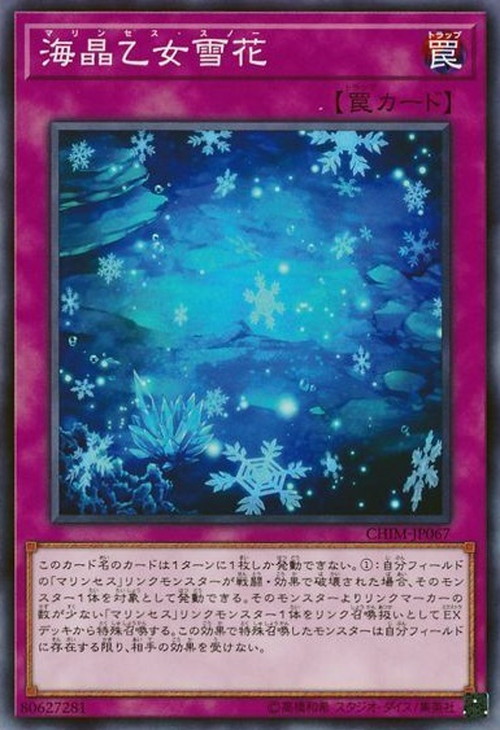 マリンセス・スノー
海晶乙女雪花
トラップ
罠
【罠カード】
CHIM-JP067
このカード名のカードは1ターンに1枚しか発動できない。①:自分フィールド
の「マリンセス」リンクモンスターが戦闘・効果で破壊された場合、そのモン
スター1体を対象として発動できる。そのモンスターよりリンクマーカーの
数が少ない「マリンセス」リンクモンスター1体をリンク召喚扱いとしてEX
デッキから特殊召喚する。この効果で特殊召喚したモンスターは自分フィールド
に存在する限り、相手の効果を受けない。
80627281
©高橋和希 スタジオ・ダイス/集英社